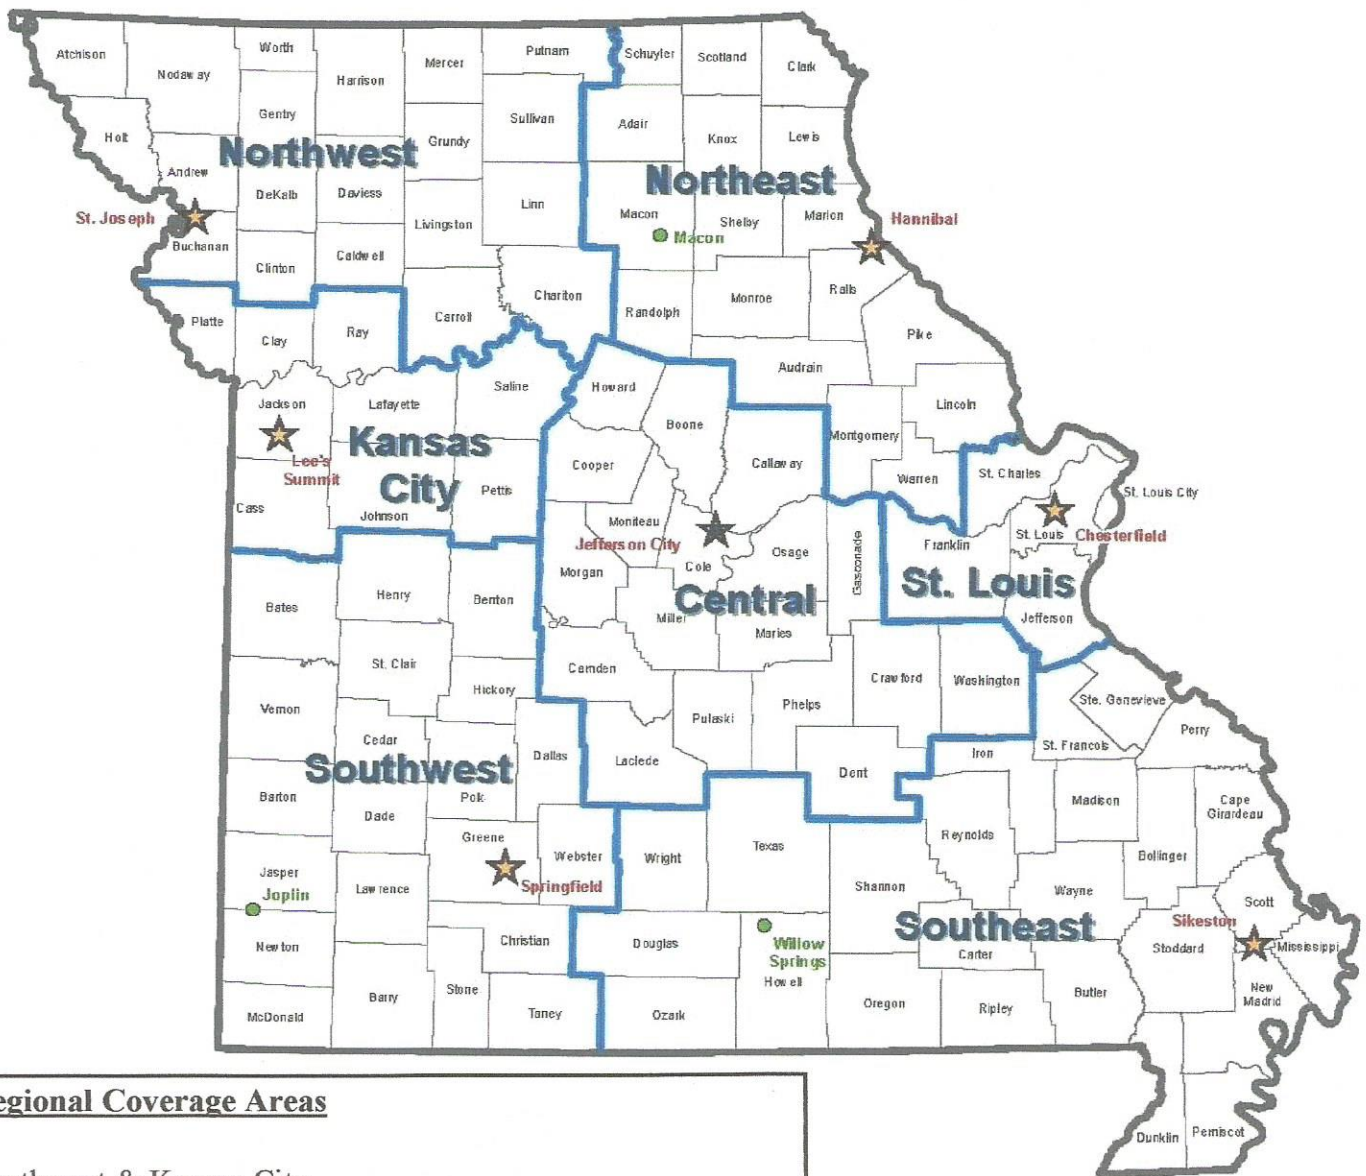 Atchison
Nodaway
Worth
Harrison
Mercer
Putnam
Schuyler
Scotland
Clark
Holt
Gentry
Grundy
Sullivan
Adair
Knox
Lewis
Northwest
Andrew
DeKalb
Daviess
Livingston
Linn
Northeast
Macon
Macon
Shelby
Marion
Hannibal
St. Joseph
Buchanan
Clinton
Caldwell
Carroll
Chariton
Randolph
Monroe
Ralls
Pike
Platte
Clay
Ray
Saline
Howard
Audrain
Jackson
Lafayette
Boone
Lincoln
Kansas
City
Lee's
Summit
Cass
Johnson
Pettis
Cooper
Callaway
Montgomery
Warren
St. Charles
St. Louis City
Moniteau
Jefferson City
Cole
Osage
Gasconade
Franklin
St. Louis
Chesterfield
St. Louis
Jefferson
Morgan
Central
Miller
Maries
Bates
Henry
Benton
St. Clair
Hickory
Camden
Crawford
Washington
Ste. Genevieve
Vernon
Cedar
Dallas
Laclede
Pulaski
Phelps
Dent
Iron
St. Francois
Perry
Southwest
Barton
Dade
Polk
Greene
Webster
Wright
Texas
Reynolds
Madison
Cape
Girardeau
Bollinger
Jasper
Joplin
Lawrence
Springfield
Shannon
Wayne
Scott
Southeast
Sikeston
Mississippi
Newton
Christian
Douglas
Willow
Springs
Howell
Carter
Stoddard
New
Madrid
McDonald
Barry
Stone
Taney
Ozark
Oregon
Ripley
Butler
Dunklin
Pemiscot
egional Coverage Areas